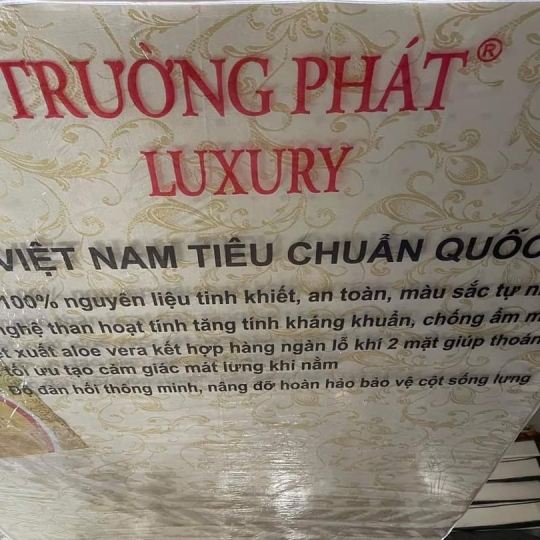 TRƯỜNG PHÁT®
LUXURY
VIỆT NAM TIÊU CHUẨN QUỐC
100% nguyên liệu tinh khiết, an toàn, màu sắc tự
nghệ than hoạt tính tăng tính kháng khuẩn, chống ẩm
xuất aloe vera kết hợp hàng ngàn lỗ khí 2 mặt giúp thoán
tối ưu tạo cảm giác mát lưng khi nằm
Độ đàn hồi thông minh, nâng đỡ hoàn hảo bảo vệ cột sống lưng